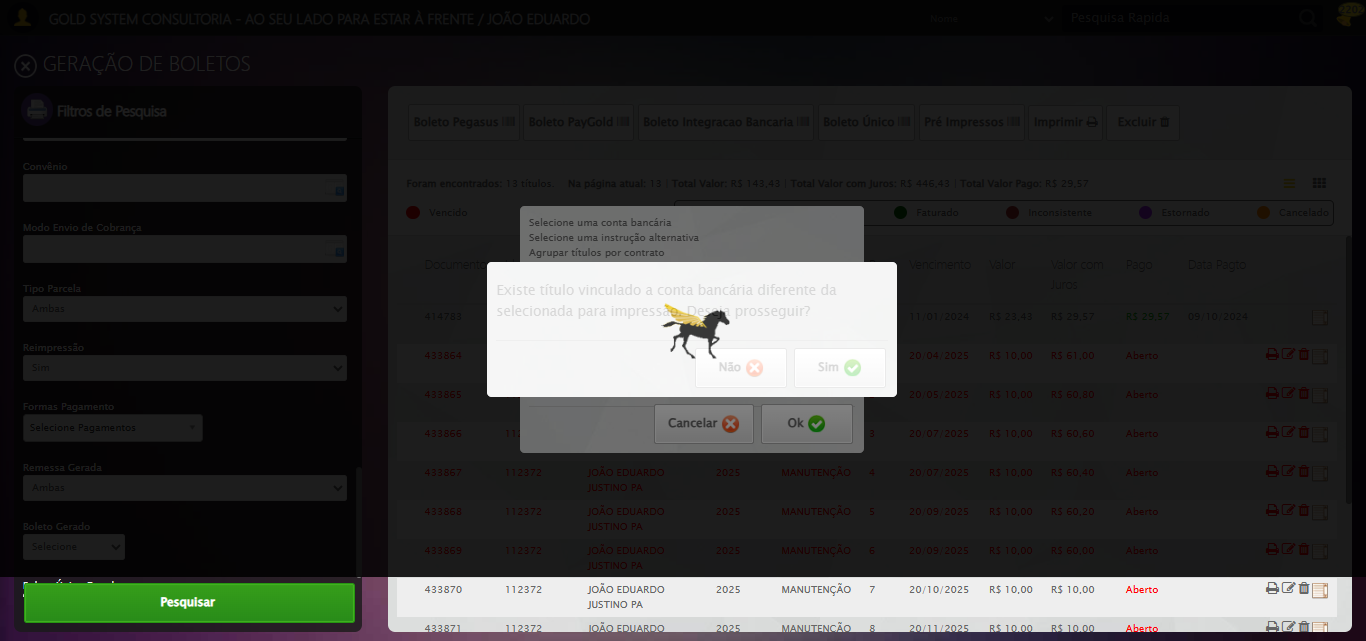 GOLD SYSTEM CONSULTORIA - AO SEU LADO PARA ESTAR À FRENTE / JOÃO EDUARDO
Nome
Pesquisa Rapida
GERAÇÃO DE BOLETOS
Filtros de Pesquisa
Convênio
Modo Envio de Cobrança
Tipo Parcela
Ambas
Reimpressão
Sim
Formas Pagamento
Selecione Pagamentos
Remessa Gerada
Ambas
Boleto Gerado
Selecione
Pesquisar
Boleto Pegasus
Boleto PayGold
Boleto Integracao Bancaria
Boleto Único
Pré Impressos
Imprimir
Excluir
Foram encontrados: 13 títulos. Na página atual: 13 | Total Valor: R$ 143,43 | Total Valor com Juros: R$ 446,43 | Total Valor Pago: R$ 29,57
Vencido
Faturado
Inconsistente
Estornado
Cancelado
Selecione uma conta bancária
Selecione uma instrução alternativa
Agrupar títulos por contrato
Existe título vinculado a conta bancária diferente da
selecionada para impressão. Deseja prosseguir?
Não
Sim
Cancelar
Ok
Documento
Vencimento
Valor
Valor com
Juros
Pago
Data Pagto
414783 11/01/2024 R$ 23,43 R$ 29,57 R$ 29,57 09/10/2024
433864 20/04/2025 R$ 10,00 R$ 61,00 Aberto
433865 20/05/2025 R$ 10,00 R$ 60,80 Aberto
433866 3 20/07/2025 R$ 10,00 R$ 60,60 Aberto
433867 112372 JOÃO EDUARDO 2025 MANUTENÇÃO 4 20/07/2025 R$ 10,00 R$ 60,40 Aberto
JUSTINO PA
433868 112372 JOÃO EDUARDO 2025 MANUTENÇÃO 5 20/09/2025 R$ 10,00 R$ 60,20 Aberto
JUSTINO PA
433869 112372 JOÃO EDUARDO 2025 MANUTENÇÃO 6 20/09/2025 R$ 10,00 R$ 60,00 Aberto
JUSTINO PA
433870 112372 JOÃO EDUARDO 2025 MANUTENÇÃO 7 20/10/2025 R$ 10,00 R$ 10,00 Aberto
JUSTINO PA
433871 112372 JOÃO EDUARDO 2025 MANUTENÇÃO 8 20/11/2025 R$ 10,00 R$ 10,00 Aberto